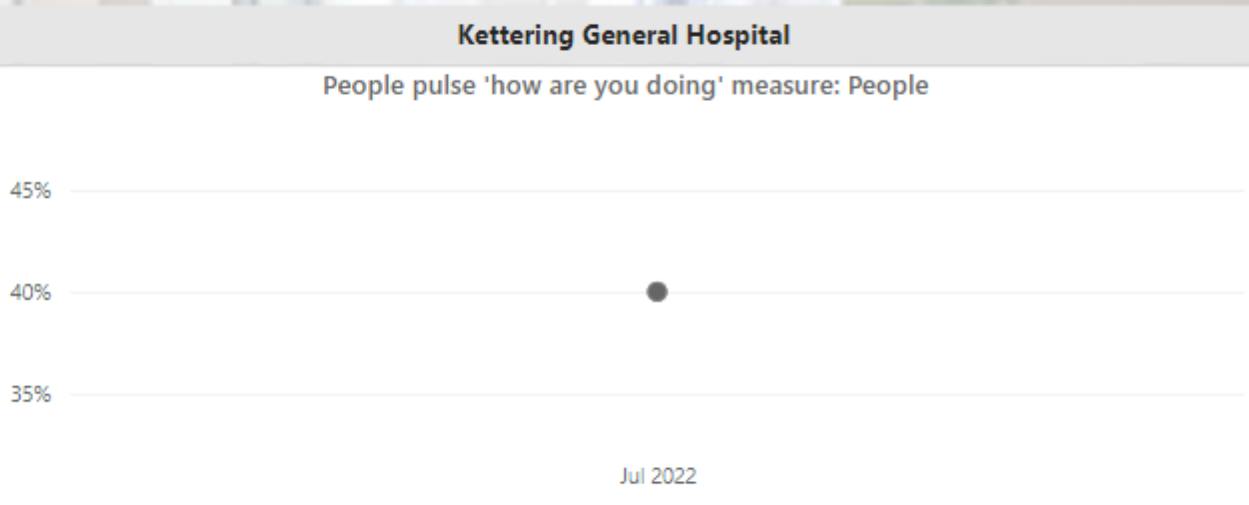 Kettering General Hospital
People pulse 'how are you doing' measure: People
45%
40%
35%
Jul 2022